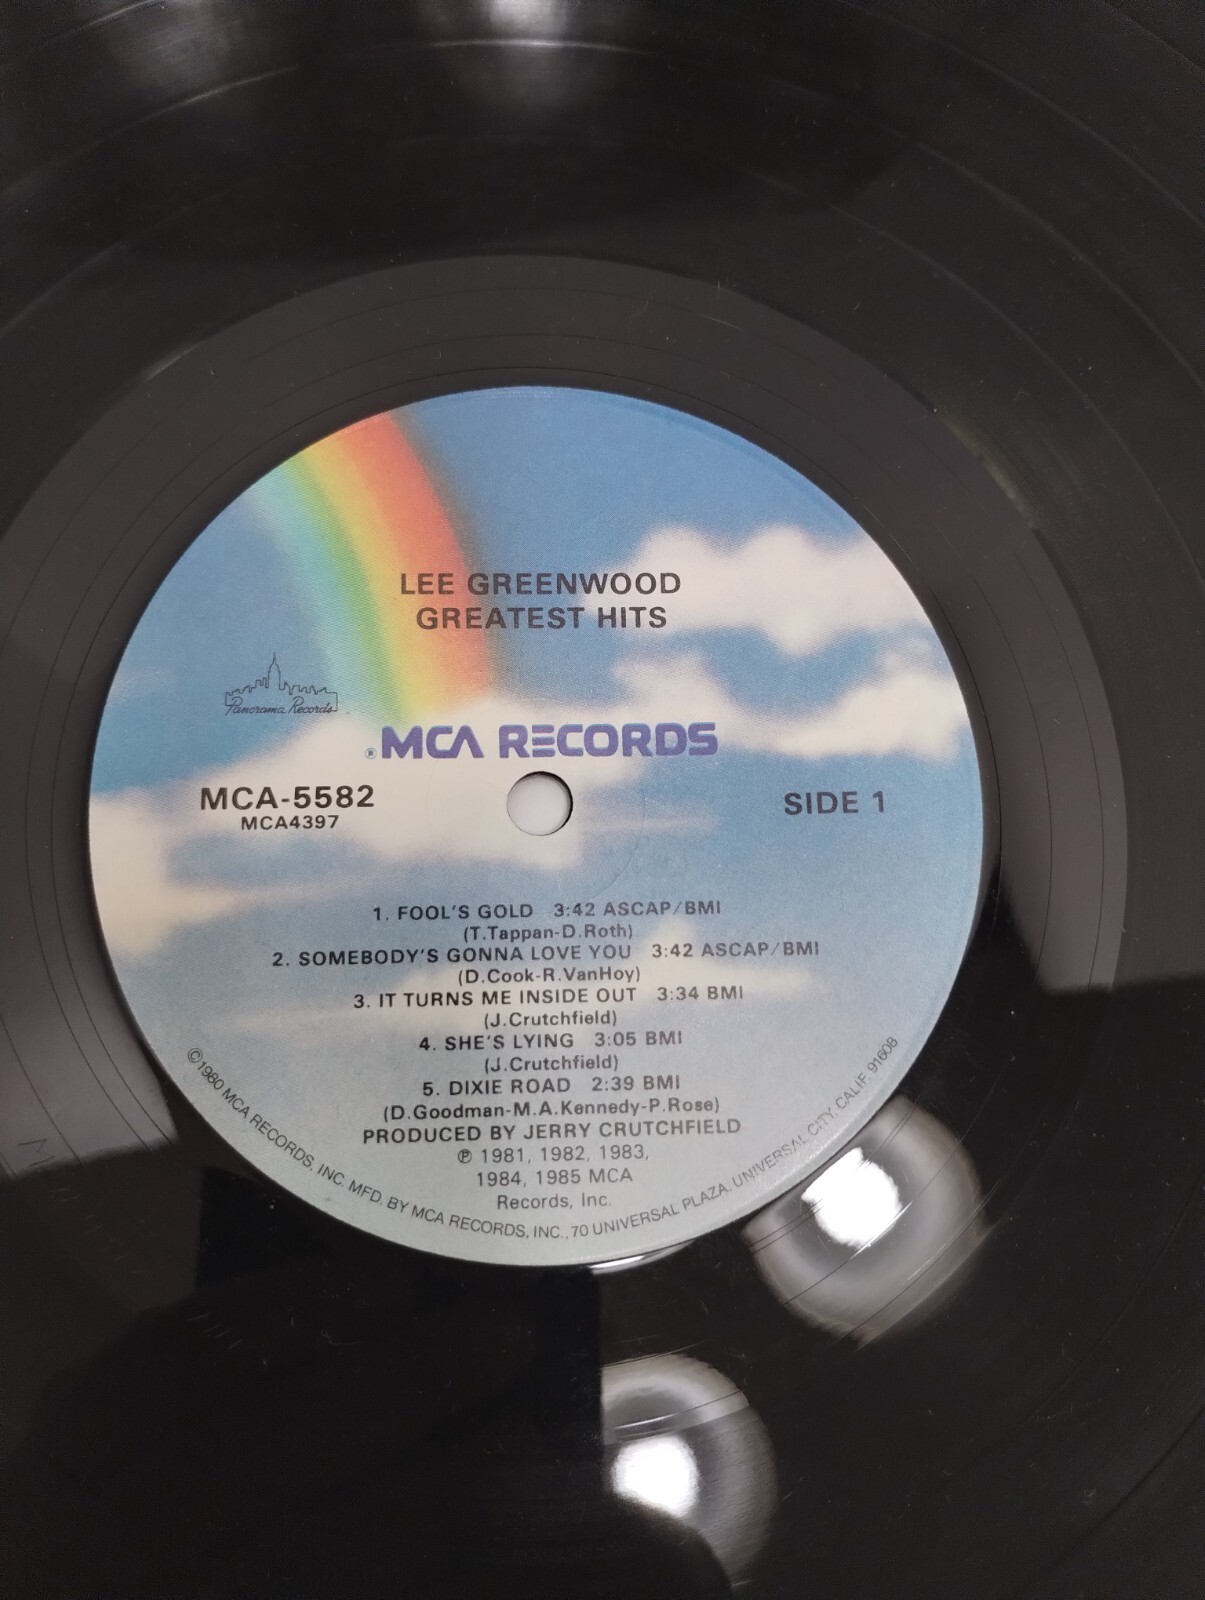 LEE GREENWOOD
GREATEST HITS
Panorama Records
® MCA RECORDS
MCA-5582
MCA4397
SIDE 1
1. FOOL'S GOLD 3:42 ASCAP/BMI
(T.Tappan-D.Roth)
2. SOMEBODY'S GONNA LOVE YOU 3:42 ASCAP/BMI
(D.Cook-R.VanHoy)
3. IT TURNS ME INSIDE OUT 3:34 BMI
(J.Crutchfield)
4. SHE'S LYING 3:05 BMI
(J.Crutchfield)
5. DIXIE ROAD 2:39 BMI
(D.Goodman-M.A.Kennedy-P.Rose)
PRODUCED BY JERRY CRUTCHFIELD
℗ 1981, 1982, 1983,
1984, 1985 MCA
Records, Inc.
©1980 MCA RECORDS, INC. MFD. BY MCA RECORDS, INC., 70 UNIVERSAL PLAZA, UNIVERSAL CITY, CALIF. 91608